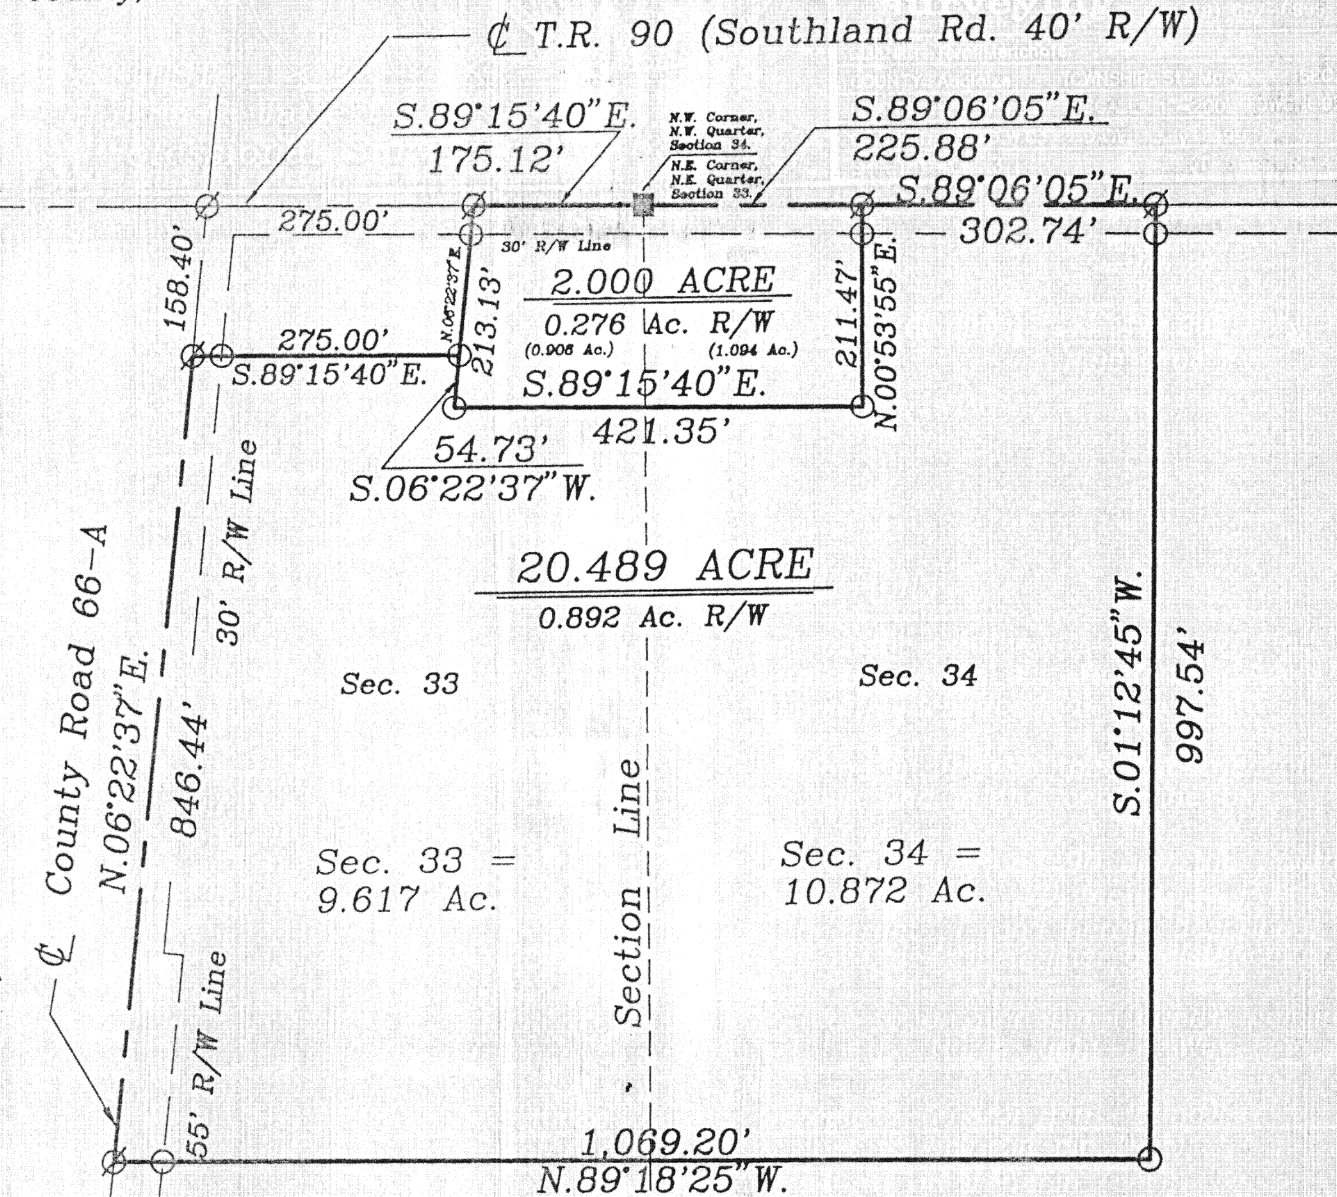 ℄ T.R. 90 (Southland Rd. 40' R/W)
S.89°15'40"E.
175.12'
N.W. Corner,
N.W. Quarter,
Section 34.
N.E. Corner,
N.E. Quarter,
Section 33.
S.89°06'05"E.
225.88'
S.89°06'05"E.
302.74'
275.00'
30' R/W Line
158.40'
N.06°22'37"E.
213.13'
2.000 ACRE
0.276 Ac. R/W
(0.906 Ac.)
(1.094 Ac.)
211.47'
N.00°53'55"E.
275.00'
S.89°15'40"E.
S.89°15'40"E.
421.35'
54.73'
S.06°22'37"W.
30' R/W Line
20.489 ACRE
0.892 Ac. R/W
Sec. 33
Sec. 34
℄ County Road 66-A
N.06°22'37"E.
846.44'
S.01°12'45"W.
997.54'
Sec. 33 =
9.617 Ac.
Sec. 34 =
10.872 Ac.
Section Line
55' R/W Line
1,069.20'
N.89°18'25"W.